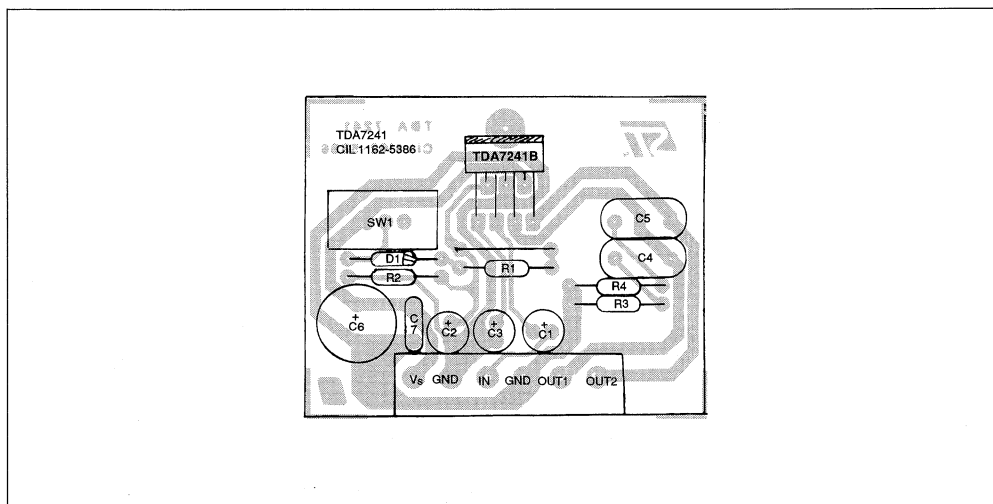 TDA7241
CIL 1162-5386
TDA7241B
SW1
C5
D1
C4
R1
R2
R4
R3
C6
C7
C2
C3
C1
Vs GND IN GND OUT1 OUT2